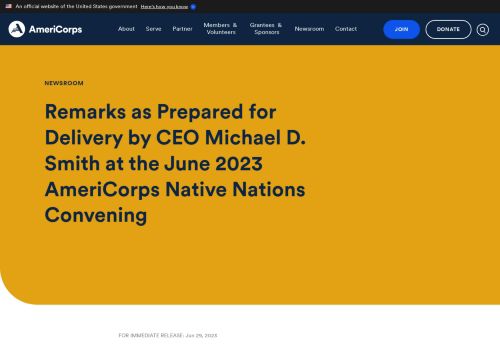 An official website of the United States government Here's how you know
AmeriCorps
About Serve Partner Members & Volunteers Grantees & Sponsors Newsroom Contact JOIN DONATE
NEWSROOM
Remarks as Prepared for
Delivery by CEO Michael D.
Smith at the June 2023
AmeriCorps Native Nations
Convening
FOR IMMEDIATE RELEASE: Jun 29, 2023